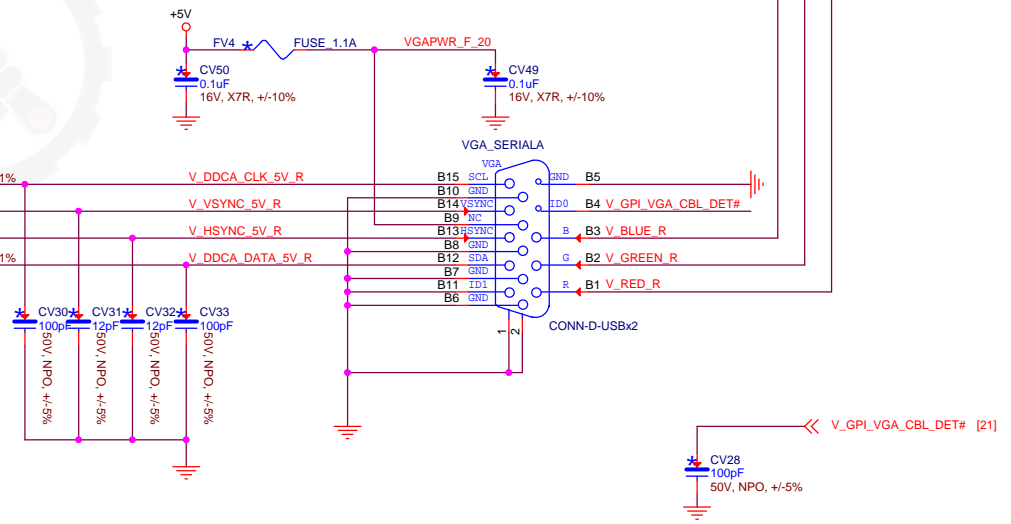 +5V
FV4 FUSE_1.1A VGAPWR_F_20
CV50
0.1uF
16V, X7R, +/-10%
CV49
0.1uF
16V, X7R, +/-10%
VGA_SERIALA
VGA
1% V_DDCA_CLK_5V_R B15 SCL GND B5
B10 GND
V_VSYNC_5V_R B14 VSYNC ID0 B4 V_GPI_VGA_CBL_DET#
B9 NC
V_HSYNC_5V_R B13 HSYNC B B3 V_BLUE_R
B8 GND
1% V_DDCA_DATA_5V_R B12 SDA G B2 V_GREEN_R
B7 GND
B11 ID1 R B1 V_RED_R
B6 GND
1 2
CONN-D-USBx2
CV30
100pF
50V, NPO, +/-5%
CV31
12pF
50V, NPO, +/-5%
CV32
12pF
50V, NPO, +/-5%
CV33
100pF
50V, NPO, +/-5%
V_GPI_VGA_CBL_DET# [21]
CV28
100pF
50V, NPO, +/-5%